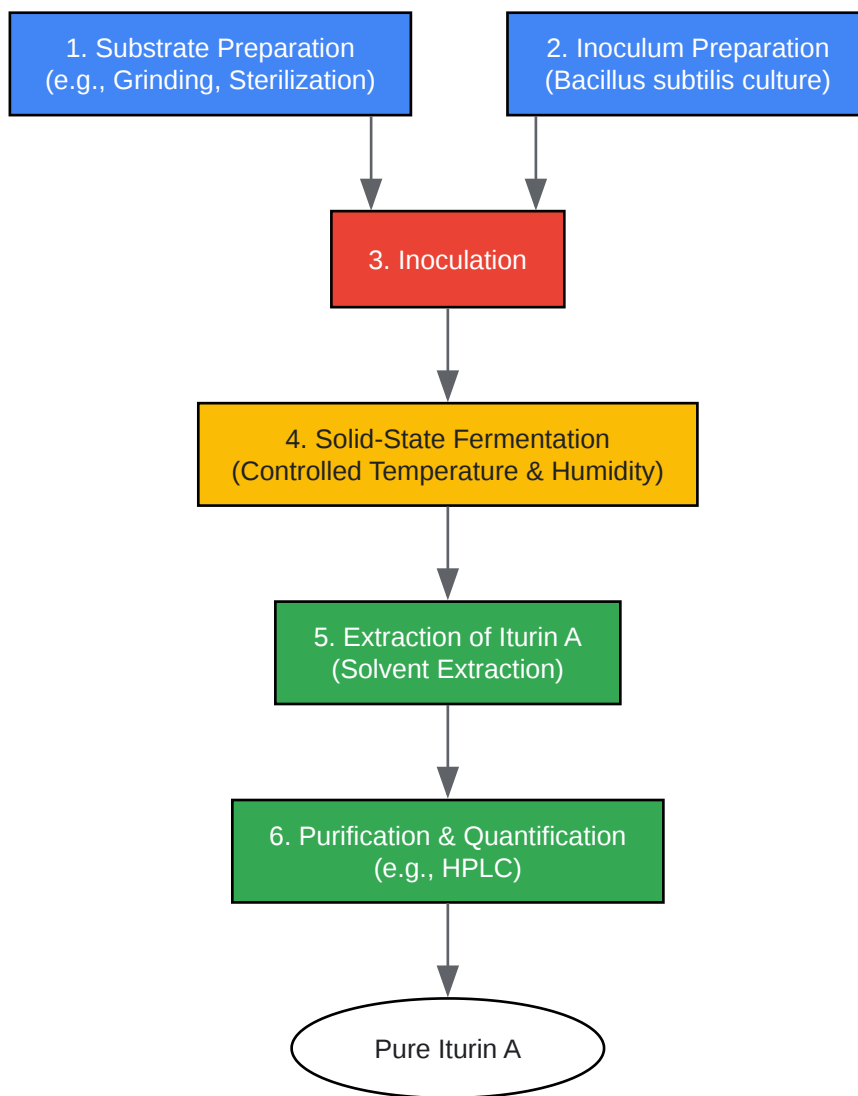 1. Substrate Preparation
(e.g., Grinding, Sterilization)
2. Inoculum Preparation
(Bacillus subtilis culture)
3. Inoculation
4. Solid-State Fermentation
(Controlled Temperature & Humidity)
5. Extraction of Iturin A
(Solvent Extraction)
6. Purification & Quantification
(e.g., HPLC)
Pure Iturin A